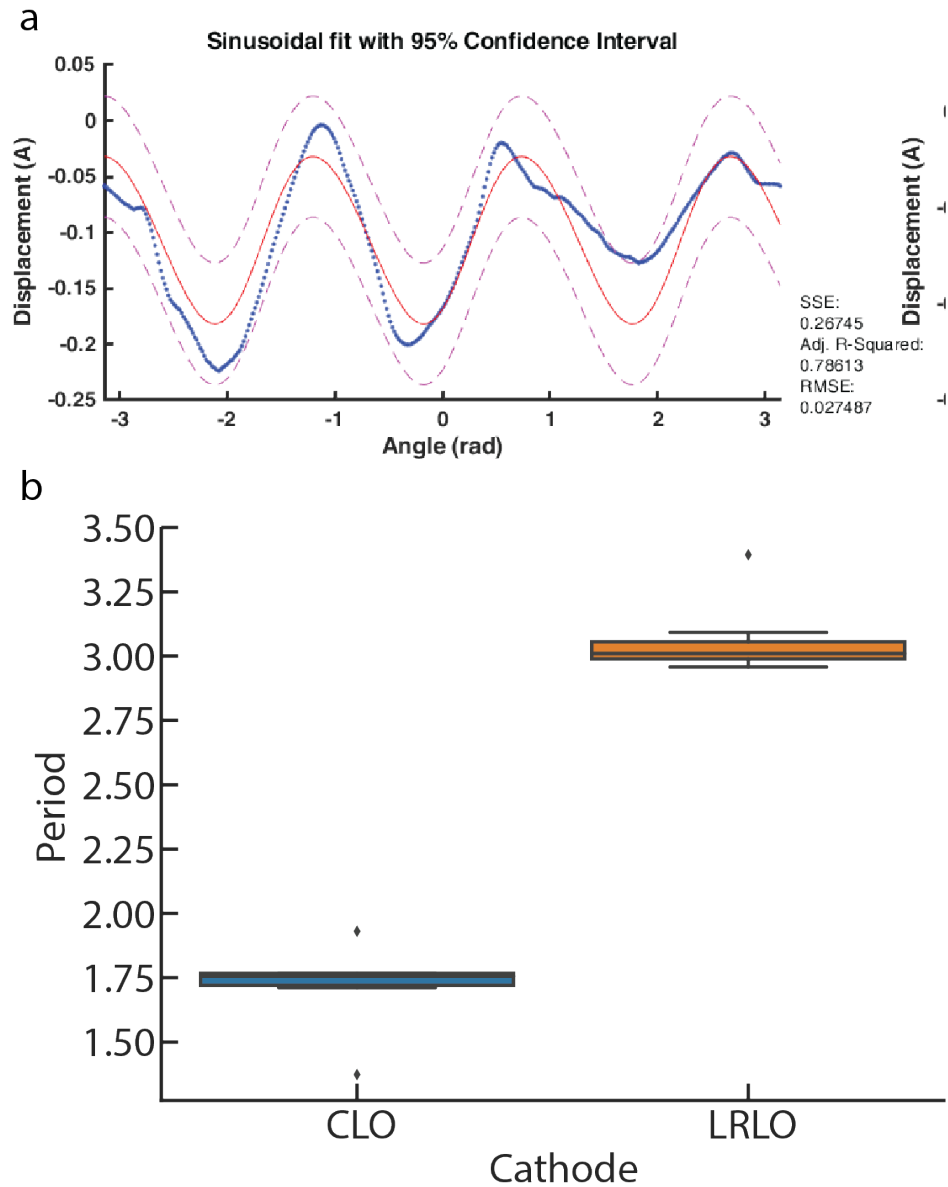 a
Sinusoidal fit with 95% Confidence Interval
0.05
0
-0.05
-0.1
-0.15
-0.2
-0.25
Displacement (A)
-3 -2 -1 0 1 2 3
Angle (rad)
SSE:
0.26745
Adj. R-Squared:
0.78613
RMSE:
0.027487
Displacement (A)
b
3.50
3.25
3.00
2.75
2.50
2.25
2.00
1.75
1.50
Period
CLO LRLO
Cathode